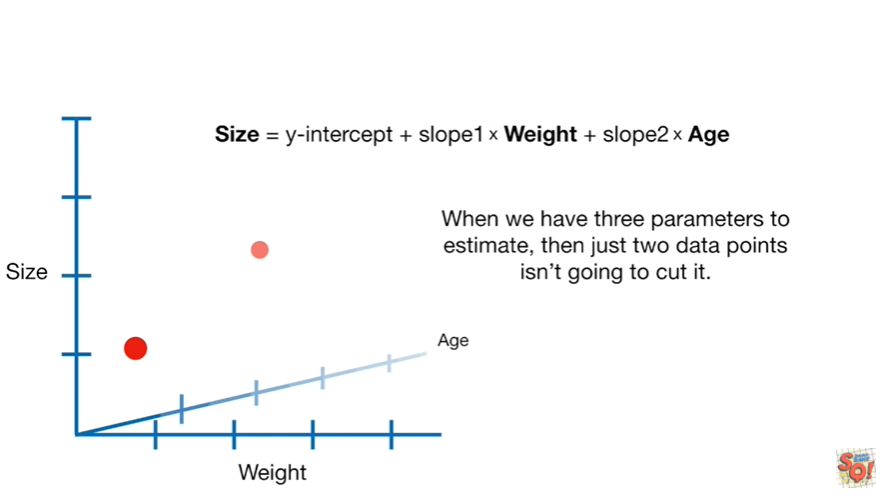 Size = y-intercept + slope1 x Weight + slope2 x Age
When we have three parameters to
estimate, then just two data points
isn’t going to cut it.
Size
Age
Weight
SQ!